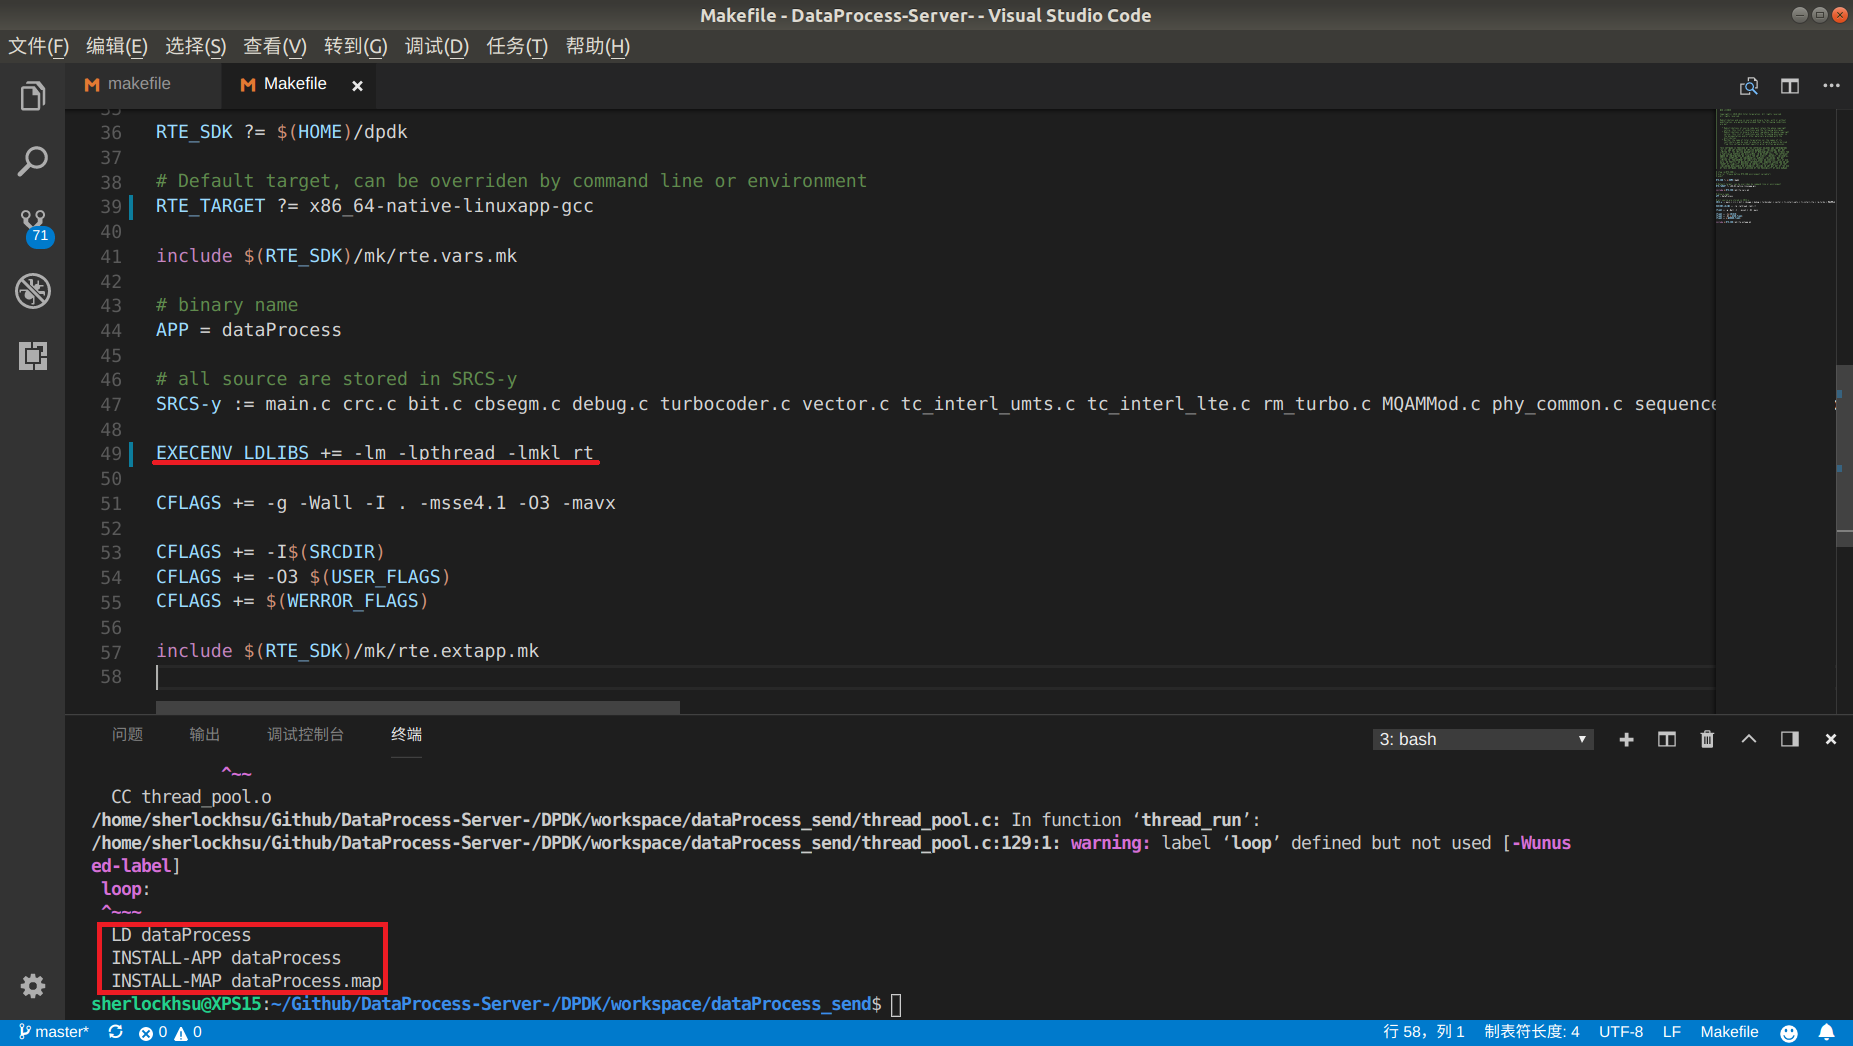 Makefile - DataProcess-Server- - Visual Studio Code
文件(F) 编辑(E) 选择(S) 查看(V) 转到(G) 调试(D) 任务(T) 帮助(H)
makefile Makefile
36 RTE_SDK ?= $(HOME)/dpdk
37
38 # Default target, can be overriden by command line or environment
39 RTE_TARGET ?= x86_64-native-linuxapp-gcc
40
41 include $(RTE_SDK)/mk/rte.vars.mk
42
43 # binary name
44 APP = dataProcess
45
46 # all source are stored in SRCS-y
47 SRCS-y := main.c crc.c bit.c cbsegm.c debug.c turbocoder.c vector.c tc_interl_umts.c tc_interl_lte.c rm_turbo.c MQAMMod.c phy_common.c sequence
48
49 EXECENV_LDLIBS += -lm -lpthread -lmkl_rt
50
51 CFLAGS += -g -Wall -I . -msse4.1 -O3 -mavx
52
53 CFLAGS += -I$(SRCDIR)
54 CFLAGS += -O3 $(USER_FLAGS)
55 CFLAGS += $(WERROR_FLAGS)
56
57 include $(RTE_SDK)/mk/rte.extapp.mk
58
71
问题 输出 调试控制台 终端 3: bash
^~~
CC thread_pool.o
/home/sherlockhsu/Github/DataProcess-Server-/DPDK/workspace/dataProcess_send/thread_pool.c: In function ‘thread_run’:
/home/sherlockhsu/Github/DataProcess-Server-/DPDK/workspace/dataProcess_send/thread_pool.c:129:1: warning: label ‘loop’ defined but not used [-Wunus
ed-label]
loop:
^~~~
LD dataProcess
INSTALL-APP dataProcess
INSTALL-MAP dataProcess.map
sherlockhsu@XPS15:~/Github/DataProcess-Server-/DPDK/workspace/dataProcess_send$
master* 0 0 行 58，列 1 制表符长度: 4 UTF-8 LF Makefile